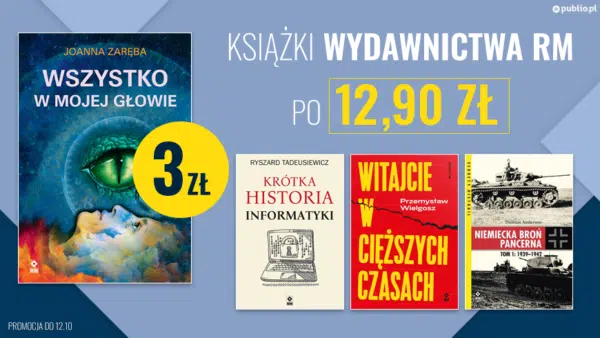 publio.pl
KSIĄŻKI WYDAWNICTWA RM
PO 12,90 ZŁ
JOANNA ZARĘBA
WSZYSTKO
W MOJEJ GŁOWIE
3 ZŁ
RYSZARD TADEUSIEWICZ
KRÓTKA
HISTORIA
INFORMATYKI
WITAJCIE
Przemysław
Wielgosz
W
CIĘŻSZYCH
CZASACH
Thomas Anderson
NIEMIECKA BROŃ
PANCERNA
TOM 1: 1939-1942
PROMOCJA DO 12.10